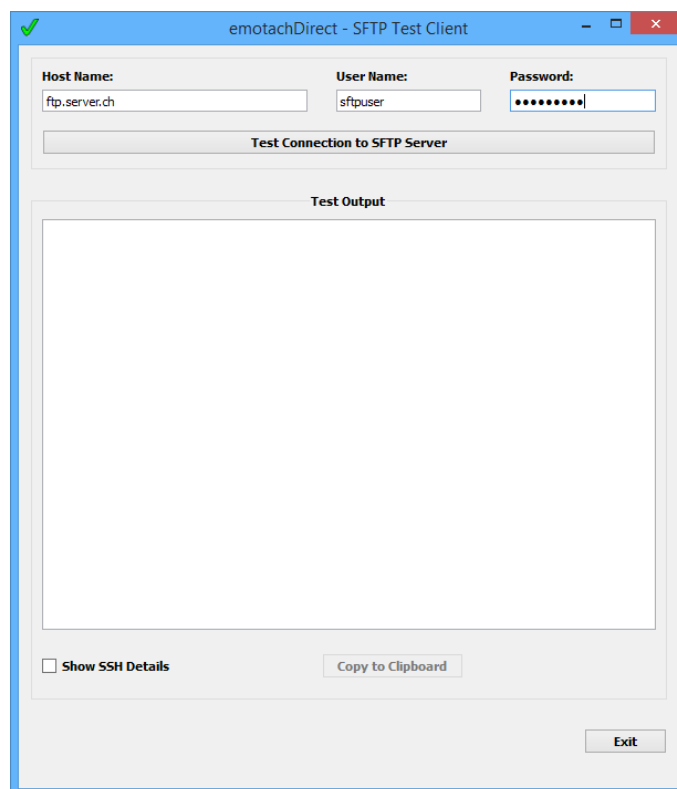 emotachDirect - SFTP Test Client
Host Name: User Name: Password:
ftp.server.ch sftpuser ●●●●●●●●●
Test Connection to SFTP Server
Test Output
Show SSH Details Copy to Clipboard
Exit